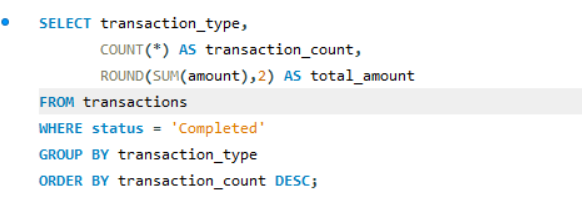 SELECT transaction_type,
COUNT(*) AS transaction_count,
ROUND(SUM(amount),2) AS total_amount
FROM transactions
WHERE status = 'Completed'
GROUP BY transaction_type
ORDER BY transaction_count DESC;